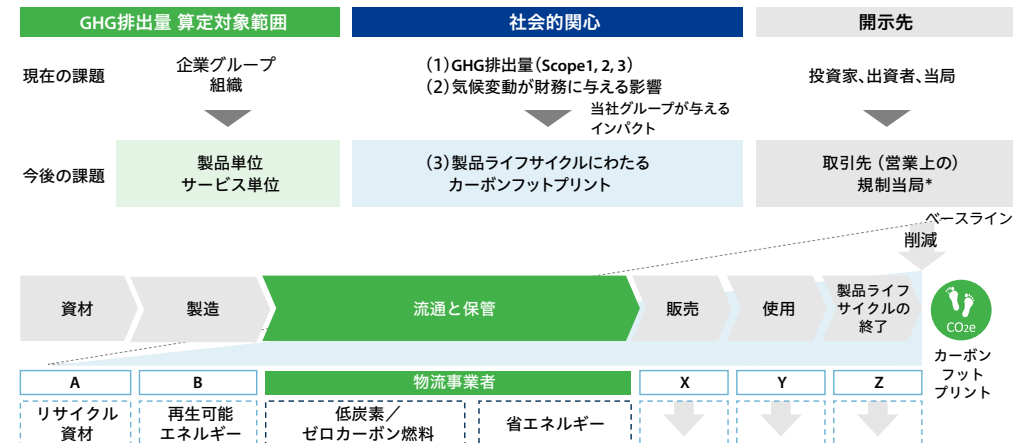 GHG排出量 算定対象範囲
社会的関心
開示先
現在の課題
企業グループ
組織
(1)GHG排出量(Scope1, 2, 3)
(2)気候変動が財務に与える影響
投資家、出資者、当局
当社グループが与える
インパクト
今後の課題
製品単位
サービス単位
(3)製品ライフサイクルにわたる
カーボンフットプリント
取引先(営業上の)
規制当局*
ベースライン
削減
資材
製造
流通と保管
販売
使用
製品ライフ
サイクルの
終了
CO2e
カーボン
フット
プリント
A
B
物流事業者
X
Y
Z
リサイクル
資材
再生可能
エネルギー
低炭素/
ゼロカーボン燃料
省エネルギー